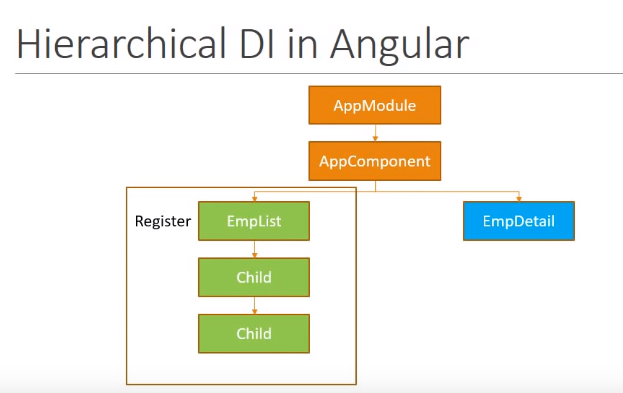 Hierarchical DI in Angular
AppModule
AppComponent
Register
EmpList
EmpDetail
Child
Child